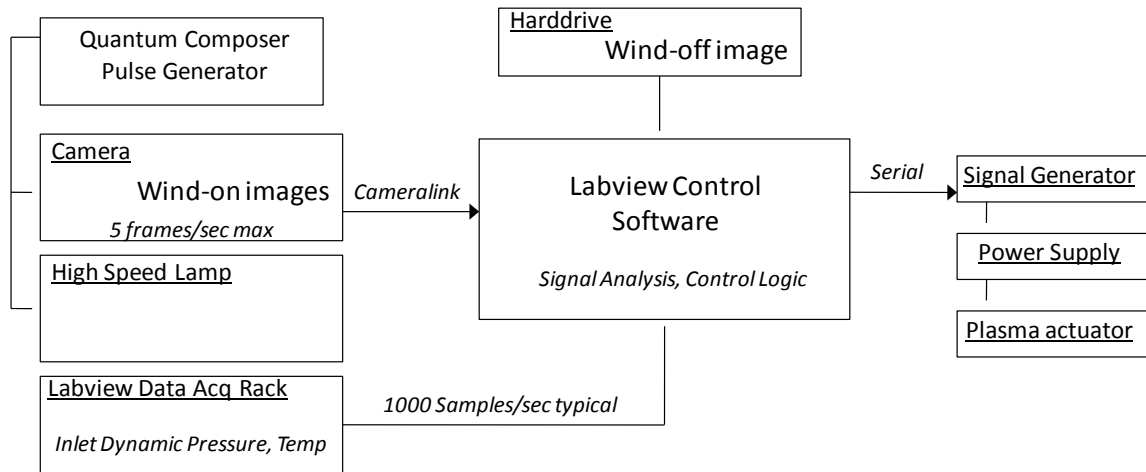 Quantum Composer
Pulse Generator
Harddrive
Wind-off image
Camera
Wind-on images
5 frames/sec max
Cameralink
Labview Control
Software
Signal Analysis, Control Logic
Serial
Signal Generator
Power Supply
Plasma actuator
High Speed Lamp
Labview Data Acq Rack
Inlet Dynamic Pressure, Temp
1000 Samples/sec typical